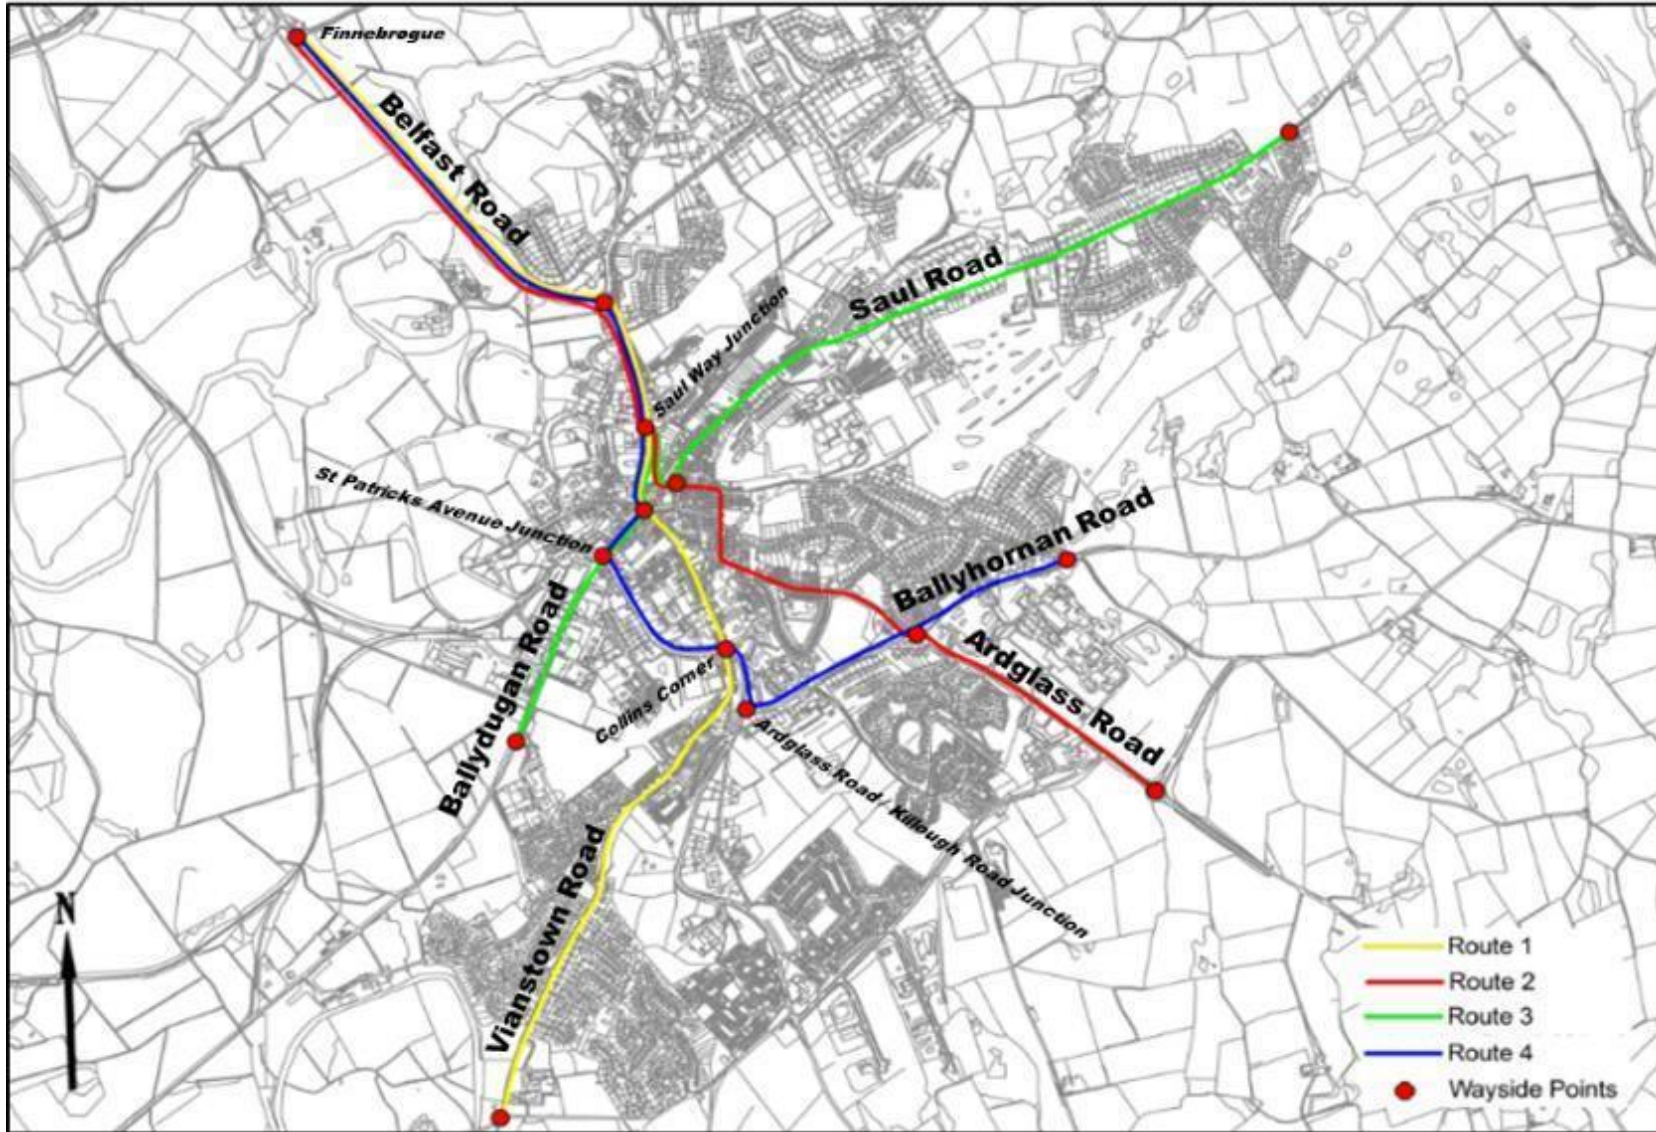 Finnebrogue
Belfast Road
Saul Road
Saul Way Junction
St Patricks Avenue Junction
Ballyhornan Road
Ballydugan Road
Ardglass Road
Collins Corner
Ardglass Road / Killough Road Junction
Vianstown Road
N
Route 1
Route 2
Route 3
Route 4
Wayside Points